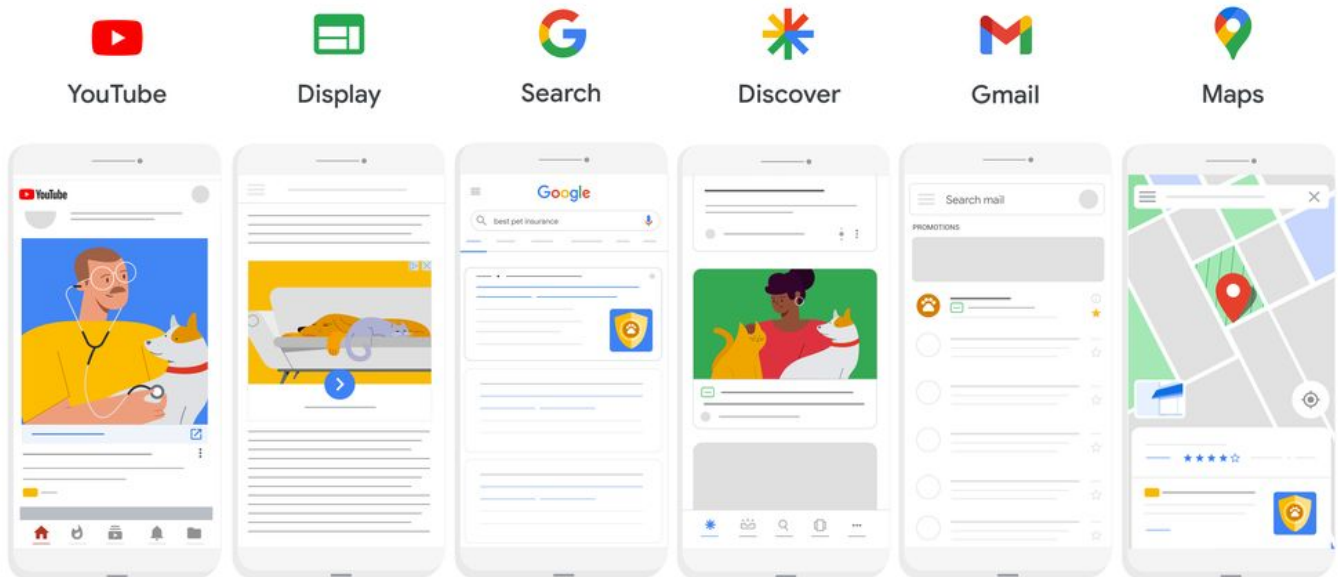 YouTube
Display
Search
Discover
Gmail
Maps
YouTube
Google
best pet insurance
Search mail
PROMOTIONS